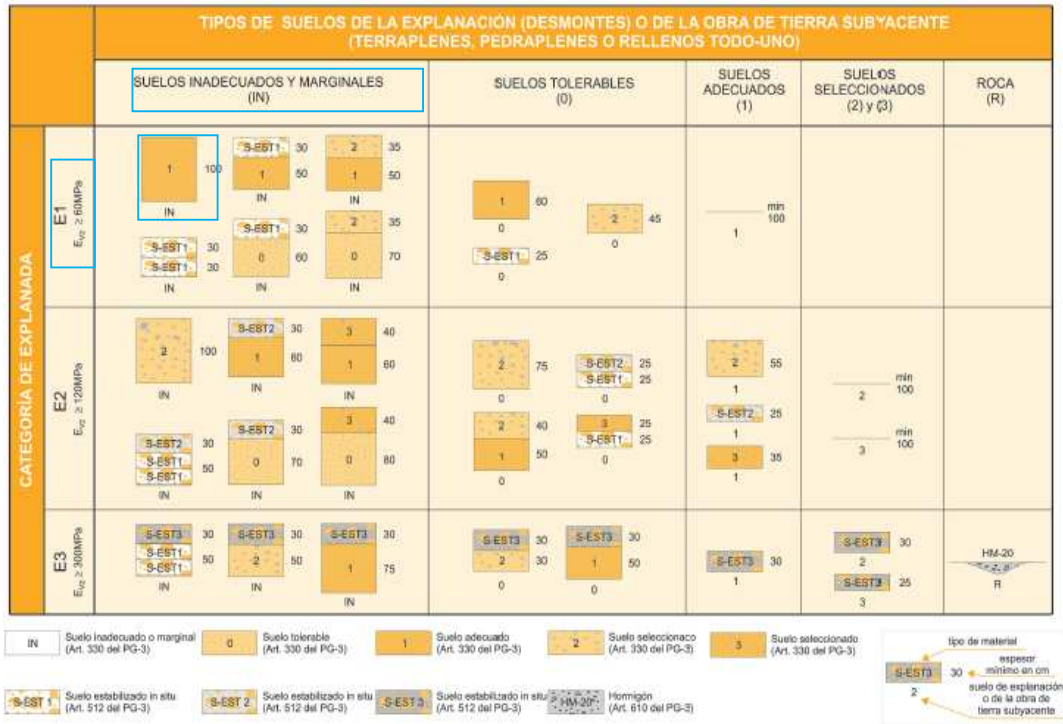 TIPOS DE SUELOS DE LA EXPLANACIÓN (DESMONTES) O DE LA OBRA DE TIERRA SUBYACENTE
(TERRAPLENES, PEDRAPLENES O RELLENOS TODO-UNO)
SUELOS INADECUADOS Y MARGINALES
(IN)
SUELOS TOLERABLES
(0)
SUELOS
ADECUADOS
(1)
SUELOS
SELECCIONADOS
(2) y (3)
ROCA
(R)
CATEGORÍA DE EXPLANADA
E1
Ev2 ≥ 60MPa
1 100
IN
S-EST1 30
1 50
IN
2 35
1 50
IN
S-EST1 30
S-EST1 30
IN
S-EST1 30
0 60
IN
2 35
0 70
IN
1 60
0
2 45
0
S-EST1 25
0
min
100
1
E2
Ev2 ≥ 120MPa
2 100
IN
S-EST2 30
1 60
IN
3 40
1 60
IN
S-EST2 30
S-EST1 50
S-EST1
IN
S-EST2 30
0 70
IN
3 40
0 80
IN
2 75
0
S-EST2 25
S-EST1 25
0
2 40
1 50
0
3 25
S-EST1 25
0
2 55
1
S-EST2 25
1
3 35
1
min
100
2
min
100
3
E3
Ev2 ≥ 300MPa
S-EST3 30
S-EST1 50
S-EST1
IN
S-EST3 30
2 50
IN
S-EST3 30
1 75
IN
S-EST3 30
2 30
0
S-EST3 30
1 50
0
S-EST3 30
1
S-EST3 30
2
S-EST3 25
3
HM-20
R
IN Suelo inadecuado o marginal
(Art. 330 del PG-3)
0 Suelo tolerable
(Art. 330 del PG-3)
1 Suelo adecuado
(Art. 330 del PG-3)
2 Suelo seleccionaco
(Art. 330 del PG-3)
3 Suelo seleccionado
(Art. 330 del PG-3)
S-EST 1 Suelo estabilizado in situ
(Art. 512 del PG-3)
S-EST 2 Suelo estabilizado in situ
(Art. 512 del PG-3)
S-EST 3 Suelo estabilizado in situ
(Art. 512 del PG-3)
HM-20 Hormigón
(Art. 610 del PG-3)
tipo de material
S-EST3 30
espesor
mínimo en cm
2
suelo de explanación
o de la obra de
tierra subyacente